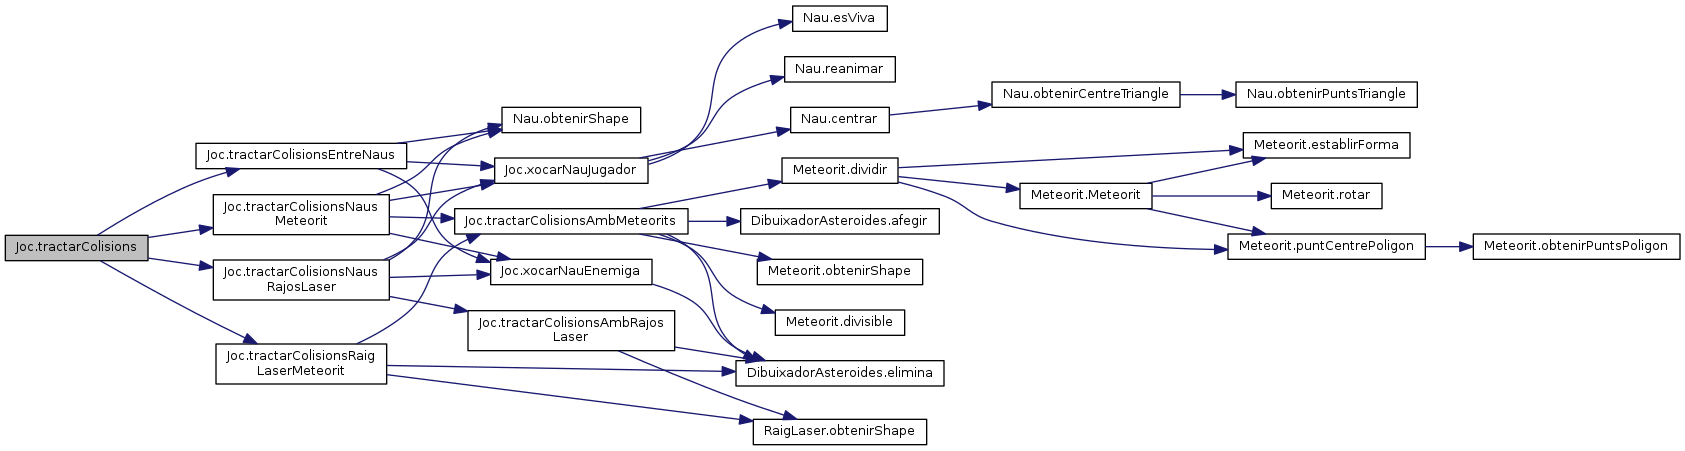 Joc.tractarColisions
Joc.tractarColisionsEntreNaus
Joc.tractarColisionsNaus
Meteorit
Joc.tractarColisionsNaus
RajosLaser
Joc.tractarColisionsRaig
LaserMeteorit
Nau.obtenirShape
Joc.xocarNauJugador
Joc.tractarColisionsAmbMeteorits
Joc.xocarNauEnemiga
Joc.tractarColisionsAmbRajos
Laser
Nau.esViva
Nau.reanimar
Nau.centrar
Meteorit.dividir
DibuixadorAsteroides.afegir
Meteorit.obtenirShape
Meteorit.divisible
DibuixadorAsteroides.elimina
RaigLaser.obtenirShape
Nau.obtenirCentreTriangle
Meteorit.Meteorit
Nau.obtenirPuntsTriangle
Meteorit.establirForma
Meteorit.rotar
Meteorit.puntCentrePoligon
Meteorit.obtenirPuntsPoligon